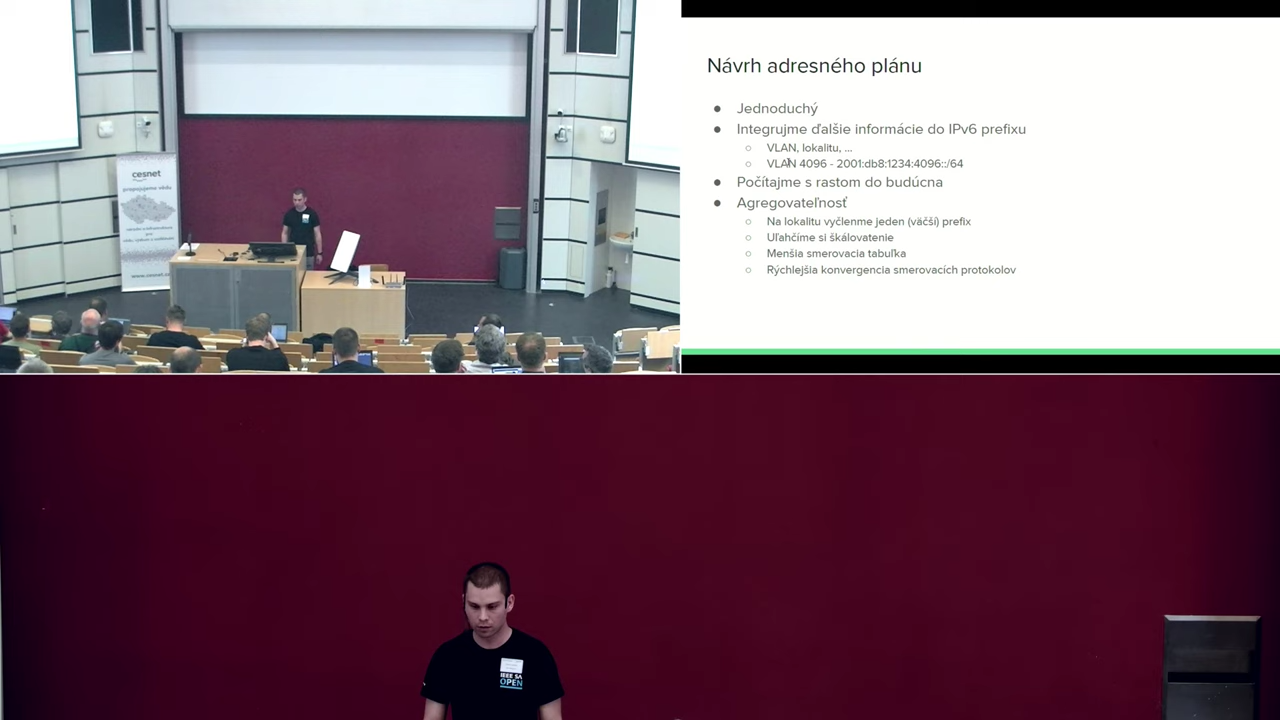 Návrh adresného plánu
● Jednoduchý
● Integrujme ďalšie informácie do IPv6 prefixu
○ VLAN, lokalitu, ...
○ VLAN 4096 - 2001:db8:1234:4096::/64
● Počítajme s rastom do budúcna
● Agregovateľnosť
○ Na lokalitu vyčlenme jeden (väčší) prefix
○ Uľahčíme si škálovatenie
○ Menšia smerovacia tabuľka
○ Rýchlejšia konvergencia smerovacích protokolov
cesnet
propojujeme vědu
IEEE SA
OPEN